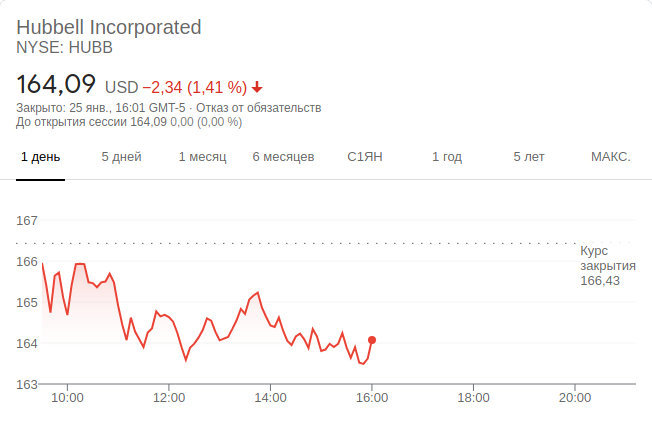 Hubbell Incorporated
NYSE: HUBB
164,09 USD −2,34 (1,41 %)
Закрыто: 25 янв., 16:01 GMT-5 · Отказ от обязательств
До открытия сессии 164,09 0,00 (0,00 %)
1 день 5 дней 1 месяц 6 месяцев С1ЯН 1 год 5 лет МАКС.
167
166
165
164
163
Курс
закрытия
166,43
10:00 12:00 14:00 16:00 18:00 20:00